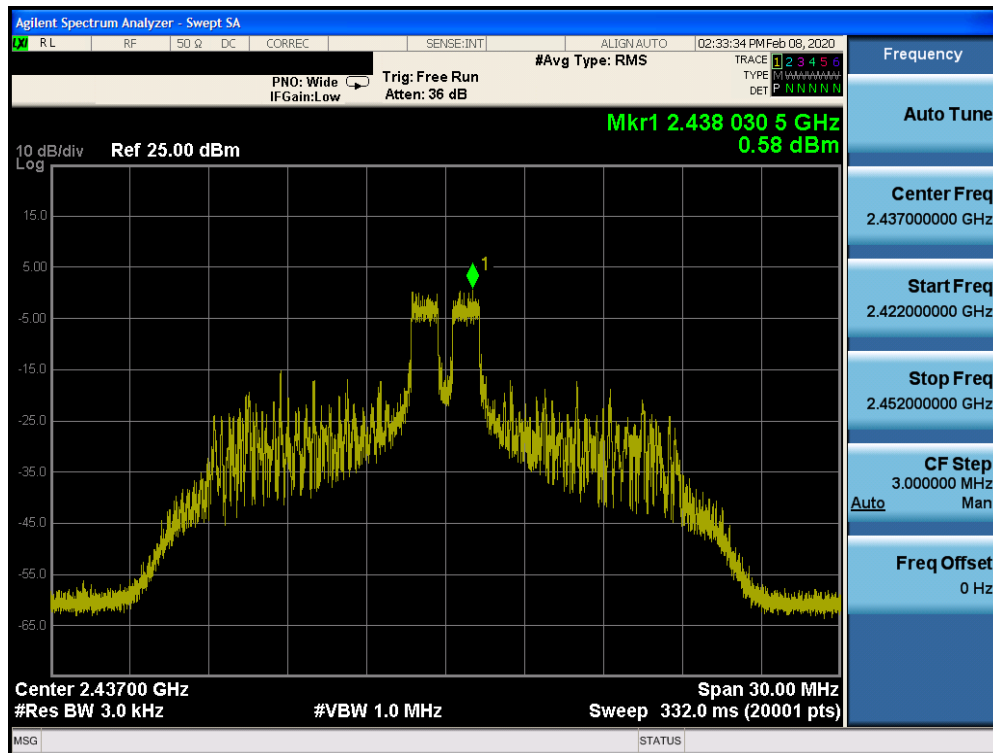 Agilent Spectrum Analyzer - Swept SA
LXI RL RF 50 Ω DC CORREC SENSE:INT ALIGN AUTO 02:33:34 PM Feb 08, 2020
#Avg Type: RMS TRACE 1 2 3 4 5 6
PNO: Wide Trig: Free Run TYPE M WWWWW
IFGain:Low Atten: 36 dB DET P N N N N N
Frequency
Auto Tune
Mkr1 2.438 030 5 GHz
0.58 dBm
10 dB/div Ref 25.00 dBm
Log
15.0
5.00
-5.00
-15.0
-25.0
-35.0
-45.0
-55.0
-65.0
1
Center Freq
2.437000000 GHz
Start Freq
2.422000000 GHz
Stop Freq
2.452000000 GHz
CF Step
3.000000 MHz
Auto Man
Freq Offset
0 Hz
Center 2.43700 GHz Span 30.00 MHz
#Res BW 3.0 kHz #VBW 1.0 MHz Sweep 332.0 ms (20001 pts)
MSG STATUS